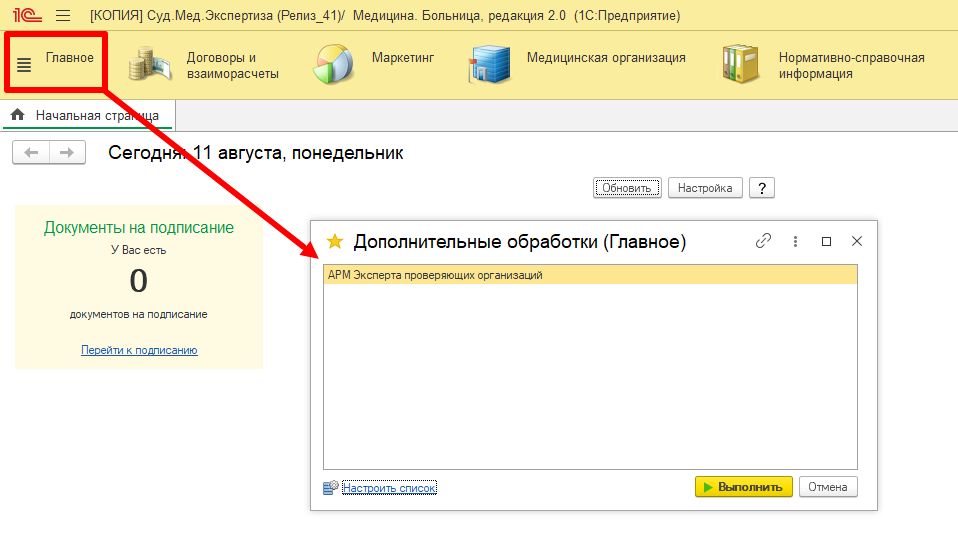 1С [КОПИЯ] Суд.Мед.Экспертиза (Релиз_41)/ Медицина. Больница, редакция 2.0 (1С:Предприятие)
Главное
Договоры и
взаиморасчеты
Маркетинг
Медицинская организация
Нормативно-справочная
информация
Начальная страница
Сегодня: 11 августа, понедельник
Обновить
Настройка
?
Документы на подписание
У Вас есть
0
документов на подписание
Перейти к подписанию
Дополнительные обработки (Главное)
АРМ Эксперта проверяющих организаций
Настроить список
Выполнить
Отмена